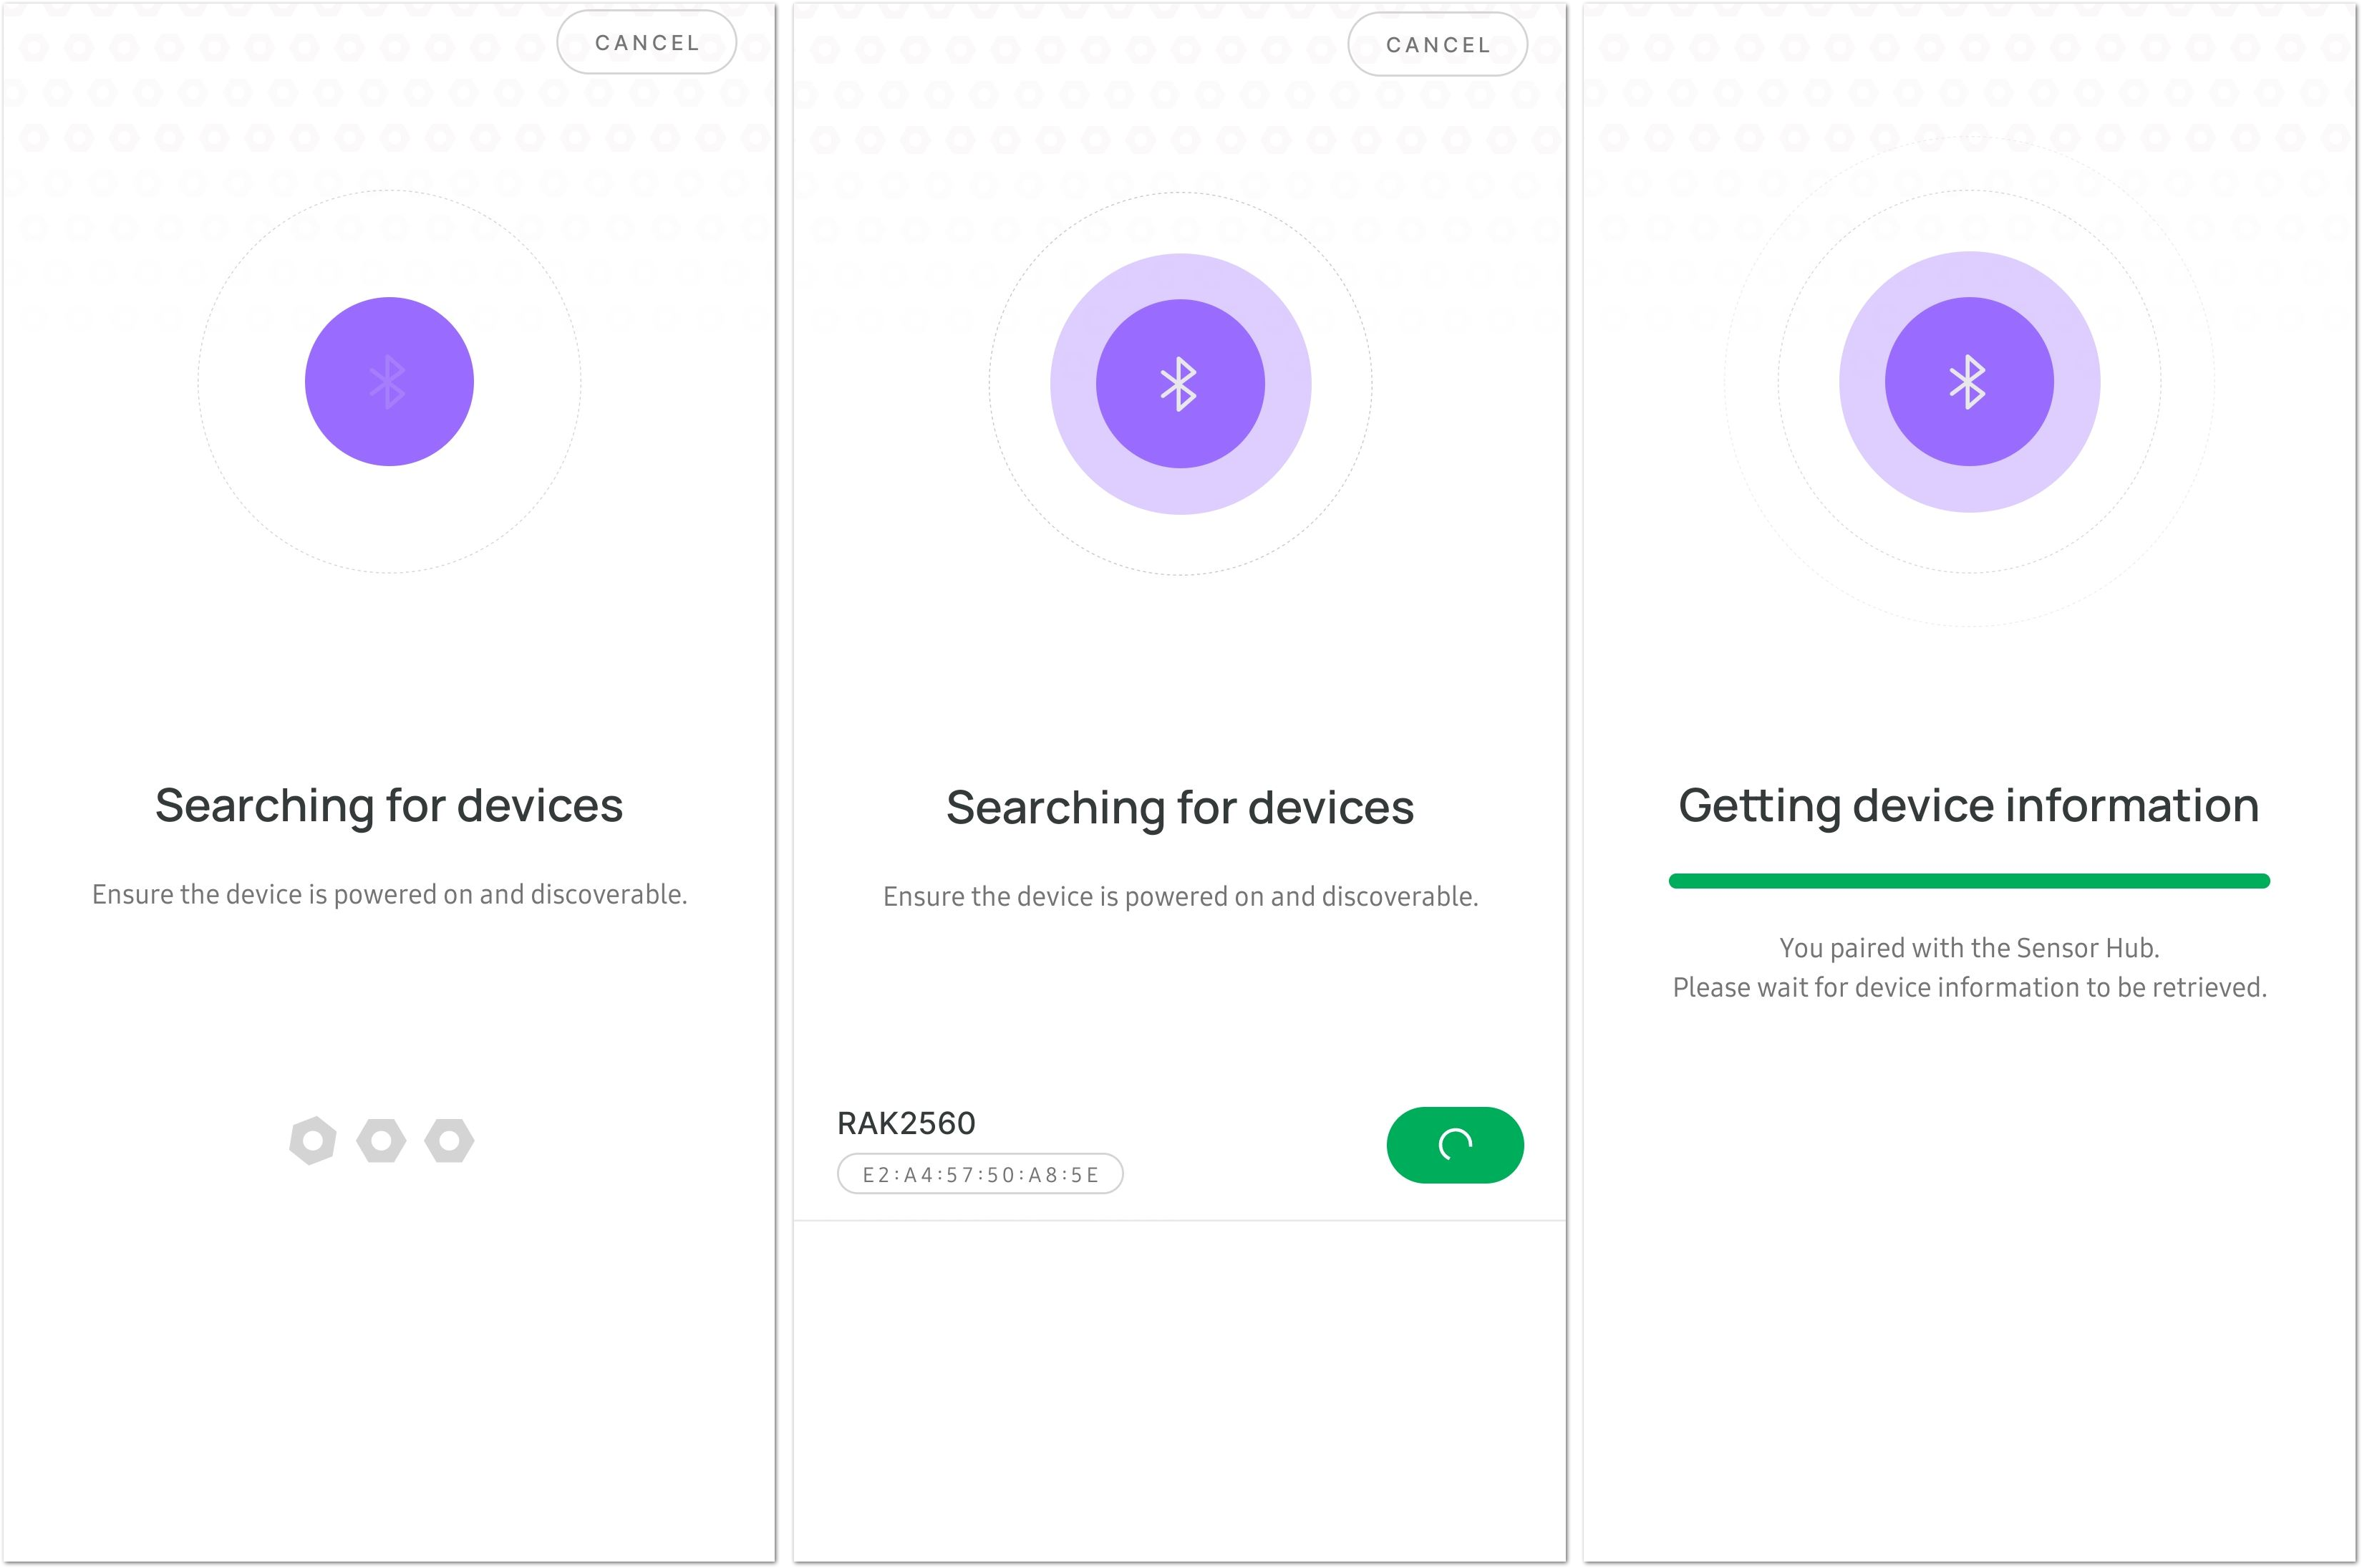 CANCEL
Searching for devices
Ensure the device is powered on and discoverable.
CANCEL
Searching for devices
Ensure the device is powered on and discoverable.
RAK2560
E2:A4:57:50:A8:5E
Getting device information
You paired with the Sensor Hub.
Please wait for device information to be retrieved.